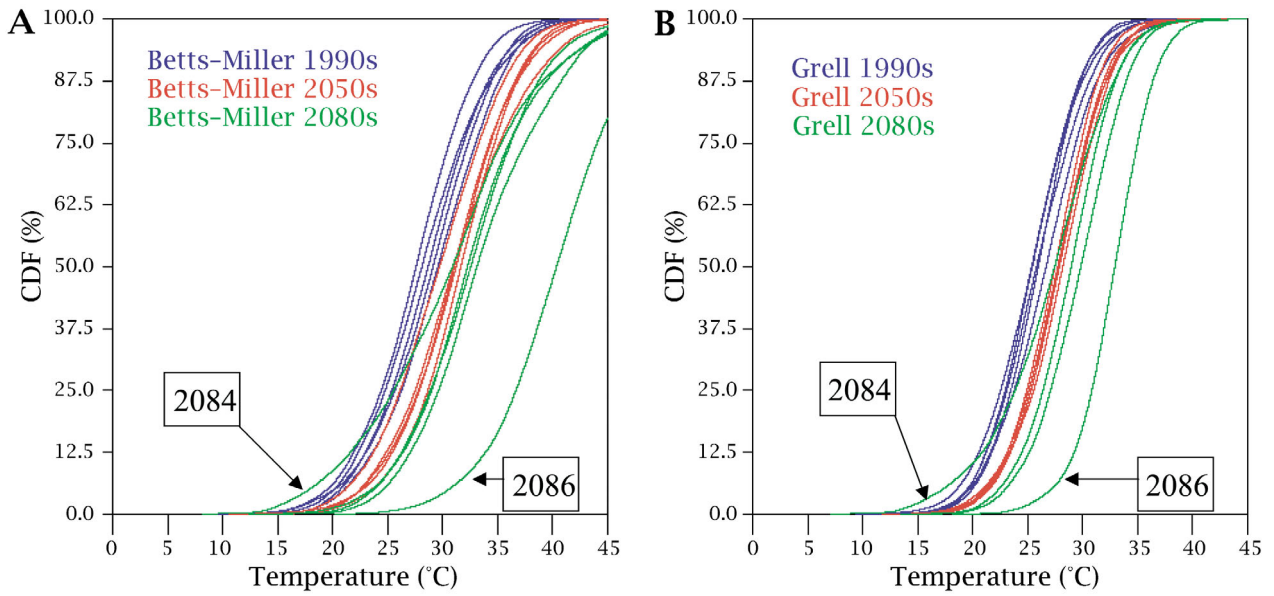 A
Betts-Miller 1990s
Betts-Miller 2050s
Betts-Miller 2080s
CDF (%)
100.0
87.5
75.0
62.5
50.0
37.5
25.0
12.5
0.0
2084
2086
0 5 10 15 20 25 30 35 40 45
Temperature (°C)
B
Grell 1990s
Grell 2050s
Grell 2080s
CDF (%)
100.0
87.5
75.0
62.5
50.0
37.5
25.0
12.5
0.0
2084
2086
0 5 10 15 20 25 30 35 40 45
Temperature (°C)